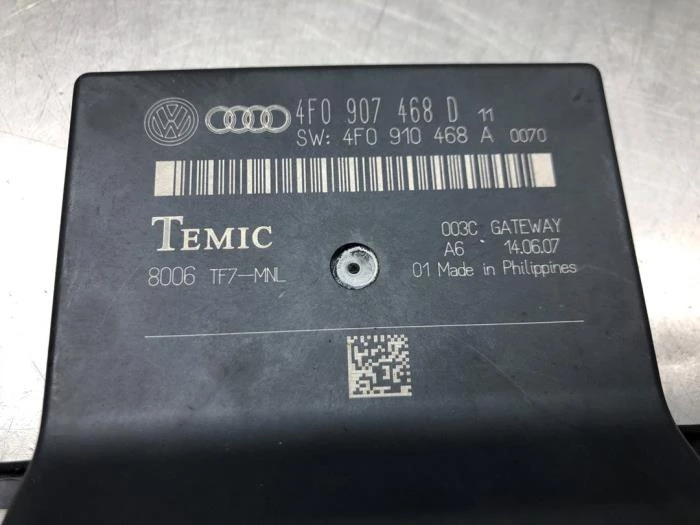 4F0 907 468 D 11
SW: 4F0 910 468 A 0070
TEMIC
8006 TF7-MNL
003C GATEWAY
A6 14.06.07
01 Made in Philippines